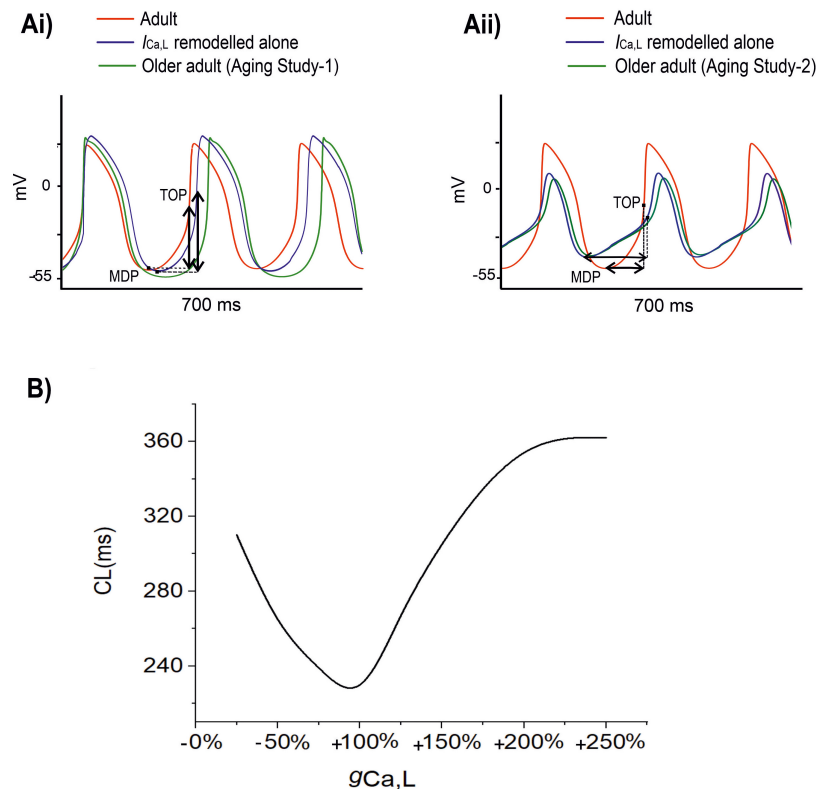 Ai)
Adult
ICa,L remodelled alone
Older adult (Aging Study-1)
mV
0
-55
TOP
MDP
700 ms
Aii)
Adult
ICa,L remodelled alone
Older adult (Aging Study-2)
mV
0
-55
TOP
MDP
700 ms
B)
CL(ms)
360
320
280
240
-0% -50% +100% +150% +200% +250%
gCa,L